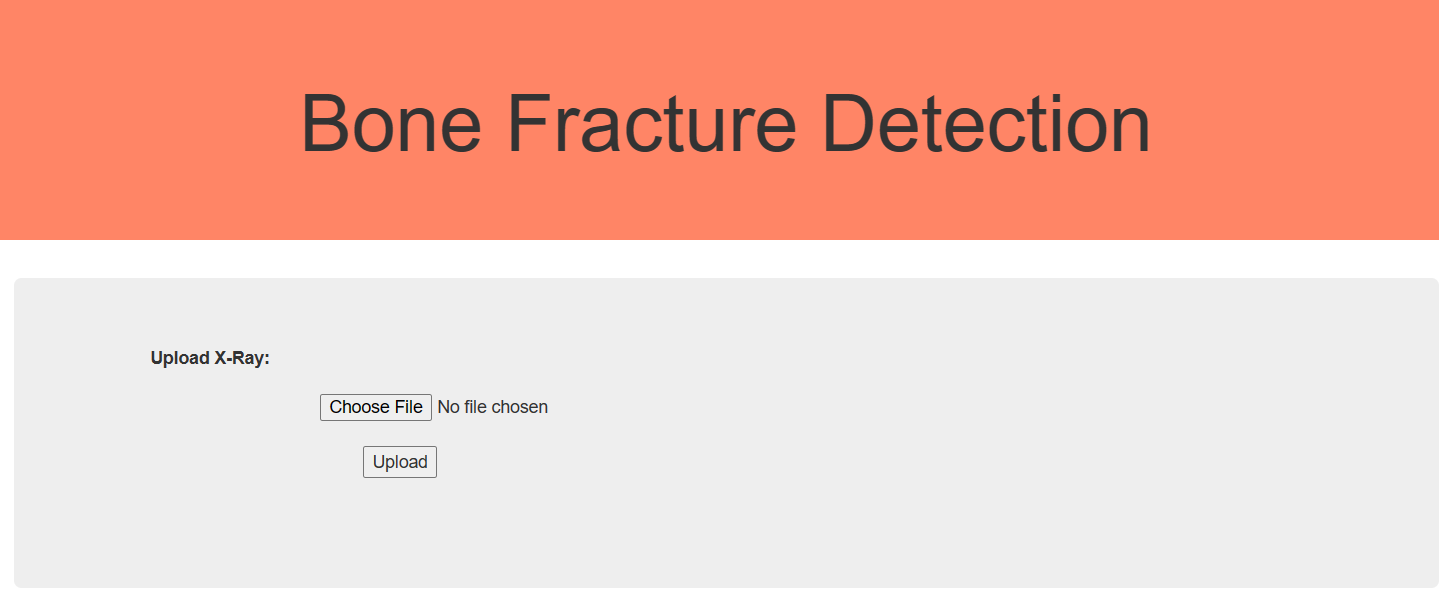 Bone Fracture Detection
Upload X-Ray:
Choose File No file chosen
Upload